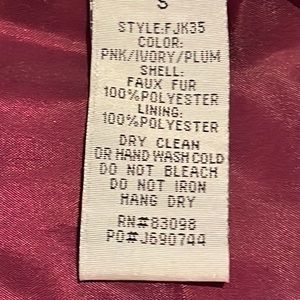 S
STYLE:FJK35
COLOR:
PNK/IVORY/PLUM
SHELL:
FAUX FUR
100%POLYESTER
LINING:
100%POLYESTER
DRY CLEAN
OR HAND WASH COLD
DO NOT BLEACH
DO NOT IRON
HANG DRY
RN#83098
PO#J690744